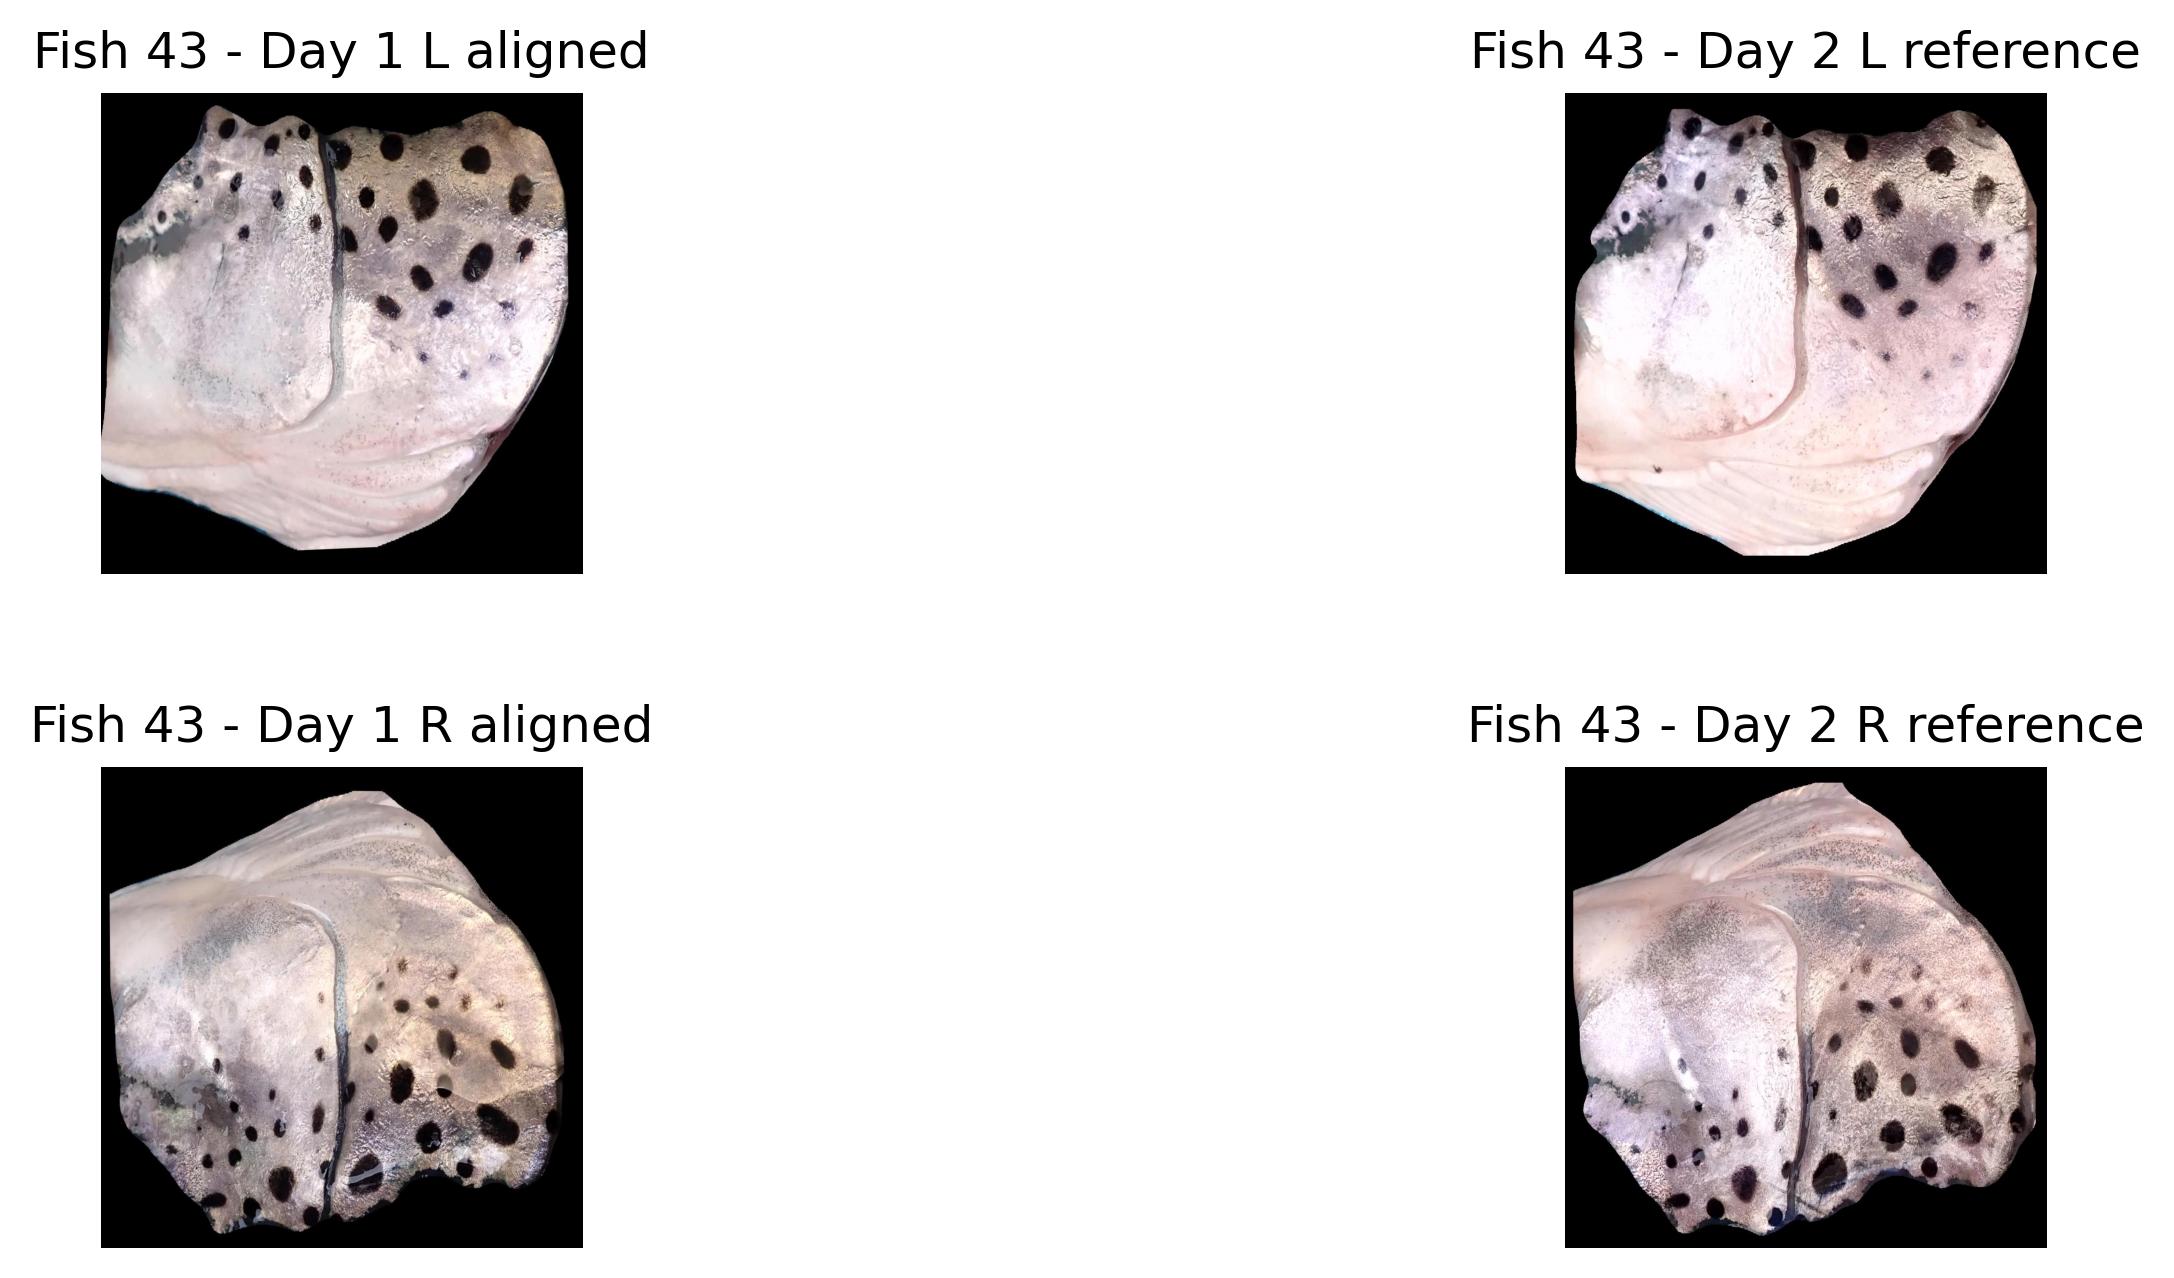 Fish 43 - Day 1 L aligned
Fish 43 - Day 2 L reference
Fish 43 - Day 1 R aligned
Fish 43 - Day 2 R reference